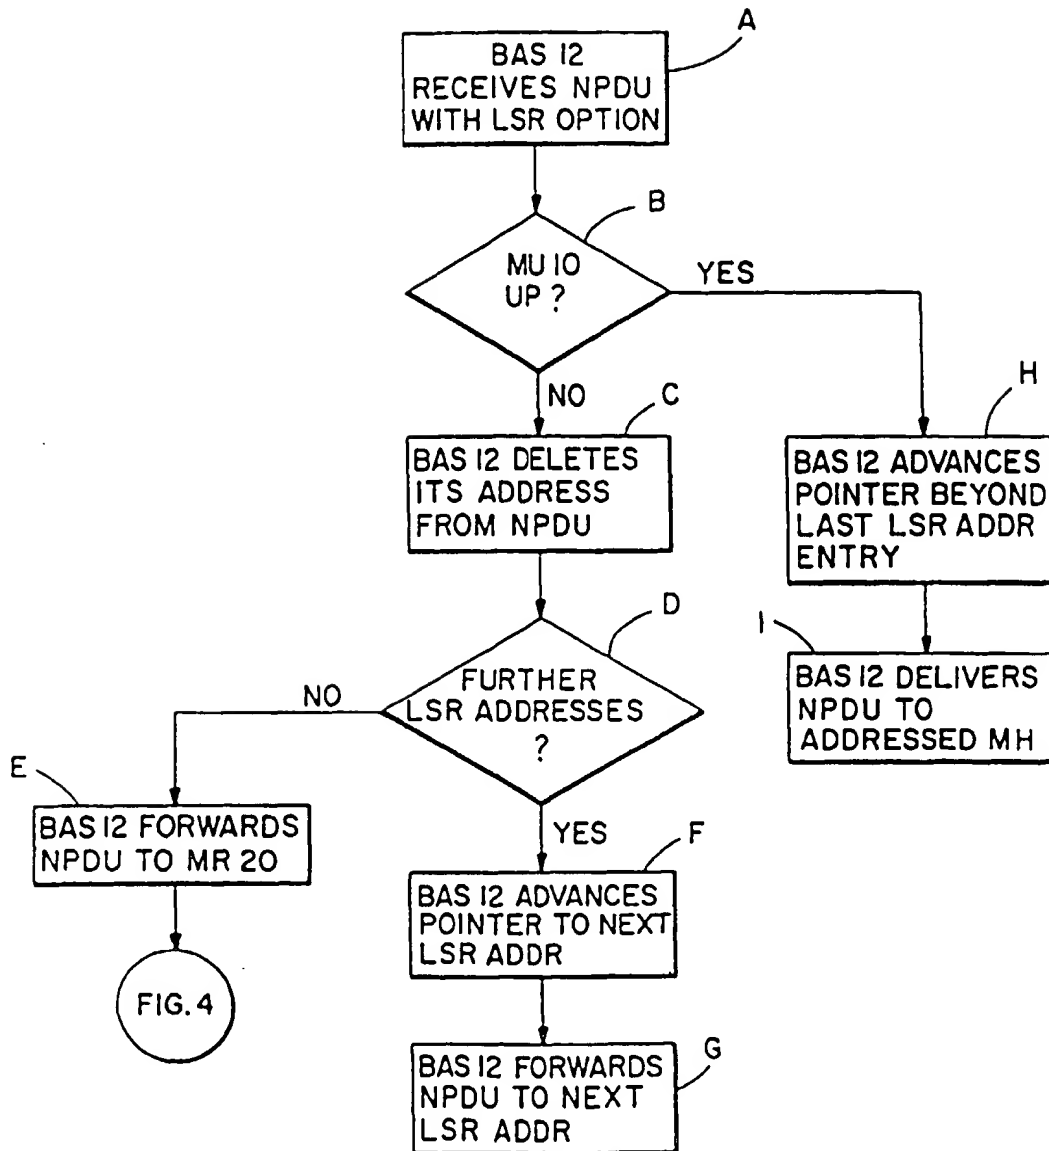 A
BAS 12
RECEIVES NPDU
WITH LSR OPTION
B
MU 10
UP ?
YES
NO
C
H
BAS 12 DELETES
ITS ADDRESS
FROM NPDU
BAS 12 ADVANCES
POINTER BEYOND
LAST LSR ADDR
ENTRY
D
I
FURTHER
LSR ADDRESSES
?
NO
BAS 12 DELIVERS
NPDU TO
ADDRESSED MH
E
BAS 12 FORWARDS
NPDU TO MR 20
YES
F
BAS 12 ADVANCES
POINTER TO NEXT
LSR ADDR
FIG. 4
G
BAS 12 FORWARDS
NPDU TO NEXT
LSR ADDR